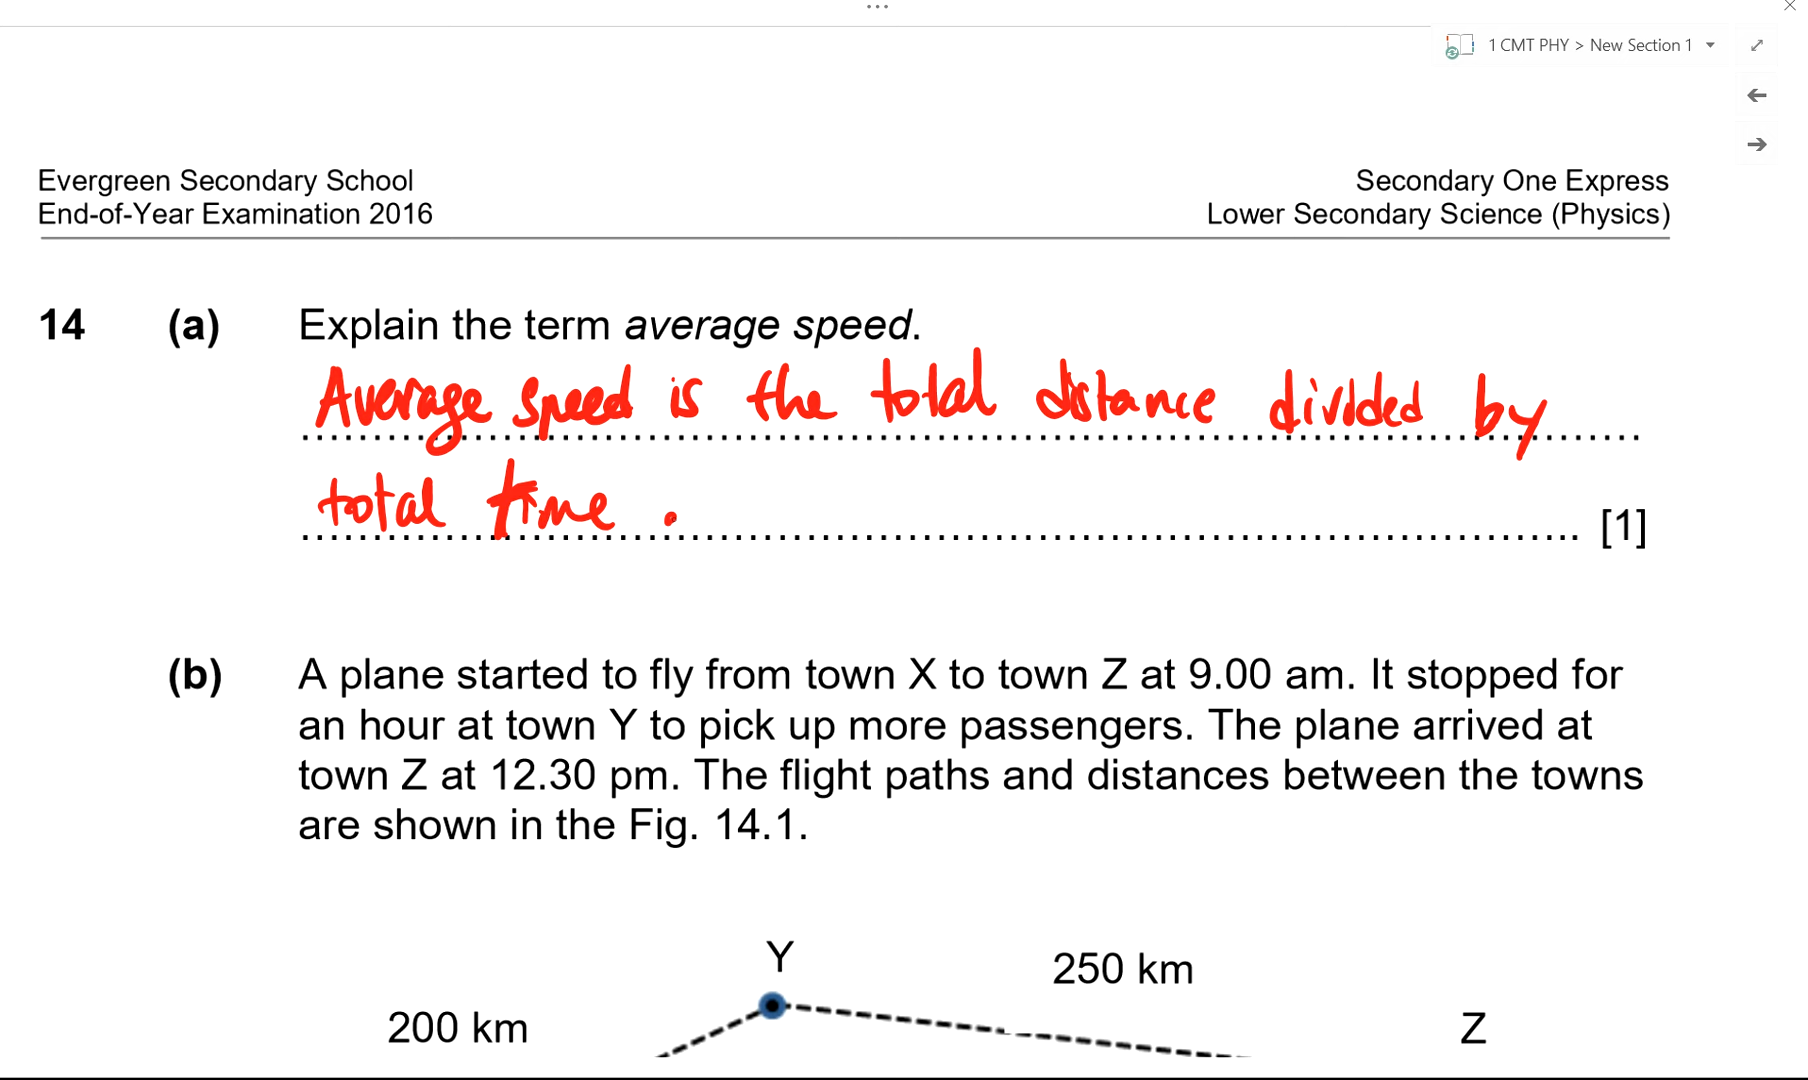 1 CMT PHY > New Section 1
Evergreen Secondary School
Secondary One Express
End-of-Year Examination 2016
Lower Secondary Science (Physics)
14 (a) Explain the term average speed.
Average speed is the total distance divided by
total time.
[1]
(b) A plane started to fly from town X to town Z at 9.00 am. It stopped for
an hour at town Y to pick up more passengers. The plane arrived at
town Z at 12.30 pm. The flight paths and distances between the towns
are shown in the Fig. 14.1.
Y
250 km
200 km
Z